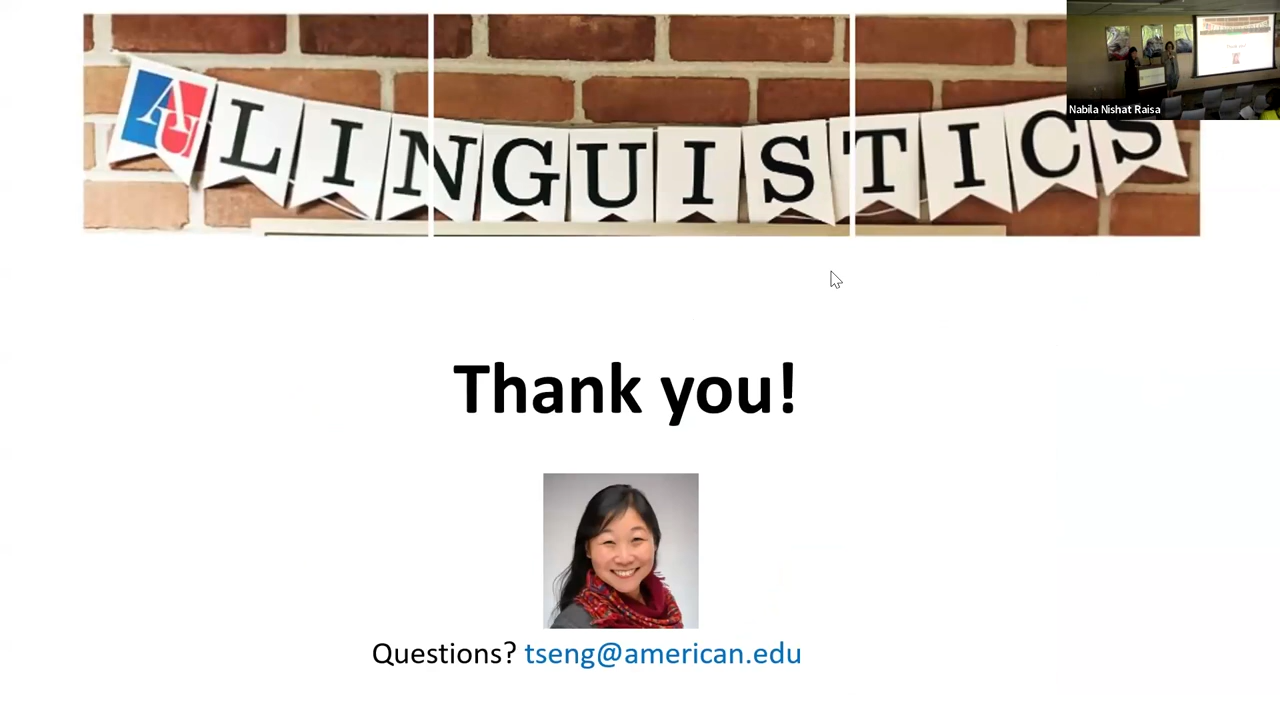 AU LINGUISTICS
Nabila Nishat Raisa
Thank you!
Questions? tseng@american.edu